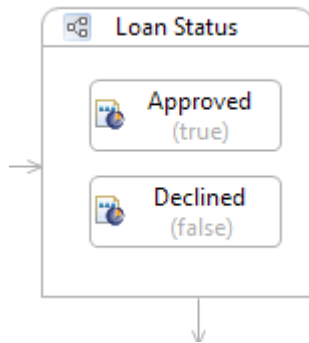 Loan Status
Approved
(true)
Declined
(false)